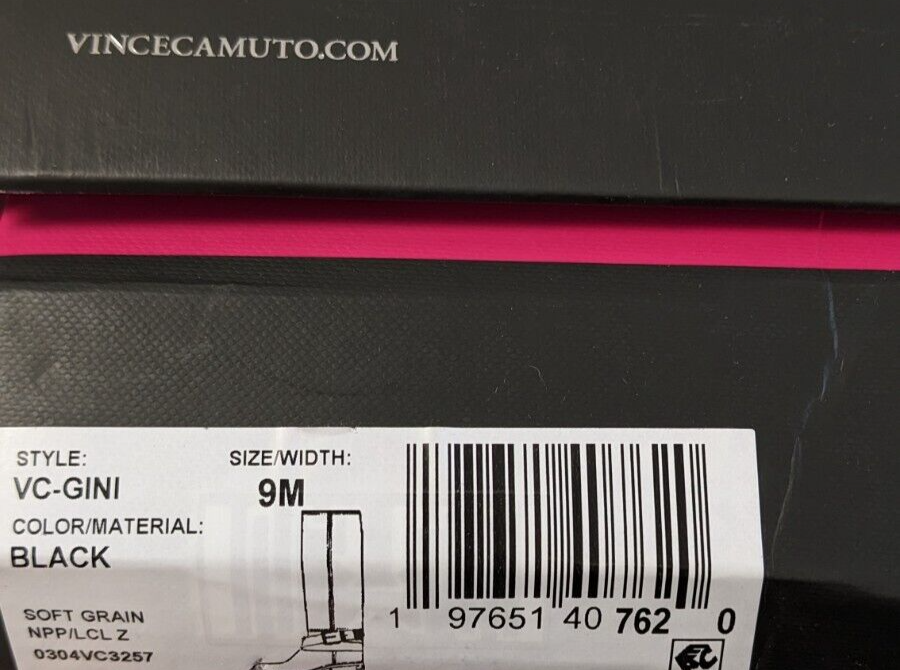 VINCECAMUTO.COM
STYLE: SIZE/WIDTH:
VC-GINI 9M
COLOR/MATERIAL:
BLACK
SOFT GRAIN
NPP/LCL Z
0304VC3257
1 97651 40 762 0